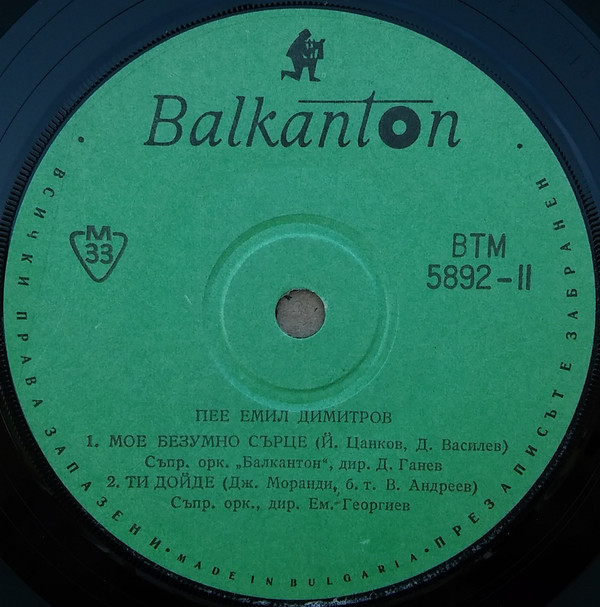 Balkanton
М
33
ВТМ
5892-II
ПЕЕ ЕМИЛ ДИМИТРОВ
1. МОЕ БЕЗУМНО СЪРЦЕ (Й. Цанков, Д. Василев)
Съпр. орк. „Балкантон“, дир. Д. Ганев
2. ТИ ДОЙДЕ (Дж. Моранди, б. т. В. Андреев)
Съпр. орк., дир. Ем. Георгиев
• ВСИЧКИ ПРАВА ЗАПАЗЕНИ • MADE IN BULGARIA • ПРЕЗАПИСЪТ Е ЗАБРАНЕН •